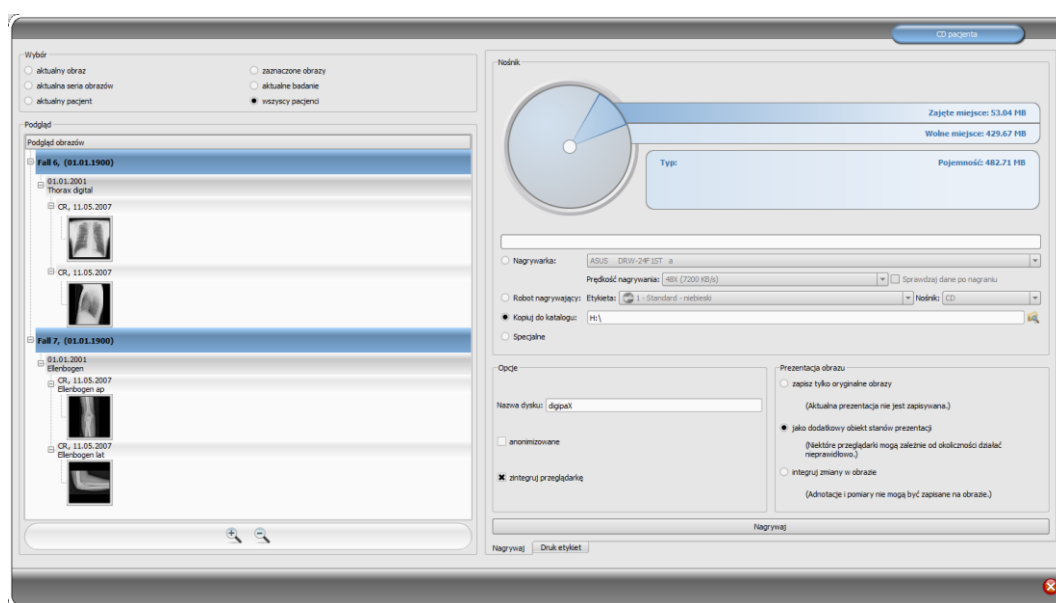 CD pacjenta
Wybór
aktualny obraz
zaznaczone obrazy
aktualna seria obrazów
aktualne badanie
aktualny pacjent
wszyscy pacjenci
Podgląd
Podgląd obrazów
Fall 6, (01.01.1900)
01.01.2001
Thorax digital
CR, 11.05.2007
CR, 11.05.2007
Fall 7, (01.01.1900)
01.01.2001
Ellenbogen
CR, 11.05.2007
Ellenbogen ap
CR, 11.05.2007
Ellenbogen lat
Nośnik
Zajęte miejsce: 53.04 MB
Wolne miejsce: 429.67 MB
Typ: Pojemność: 482.71 MB
Nagrywarka: ASUS DRW-24F1ST a
Prędkość nagrywania: 48X (7200 KB/s) Sprawdzaj dane po nagraniu
Robot nagrywający: Etykieta: 1 - Standard - niebieski Nośnik: CD
Kopiuj do katalogu: H:\
Specjalne
Opcje
Nazwa dysku: digipaX
anonimizowane
zintegruj przeglądarkę
Prezentacja obrazu
zapisz tylko oryginalne obrazy
(Aktualna prezentacja nie jest zapisywana.)
jako dodatkowy obiekt stanów prezentacji
(Niektóre przeglądarki mogą zależnie od okoliczności działać
nieprawidłowo.)
integruj zmiany w obrazie
(Adnotacje i pomiary nie mogą być zapisane na obrazie.)
Nagrywaj
Nagrywaj Druk etykiet